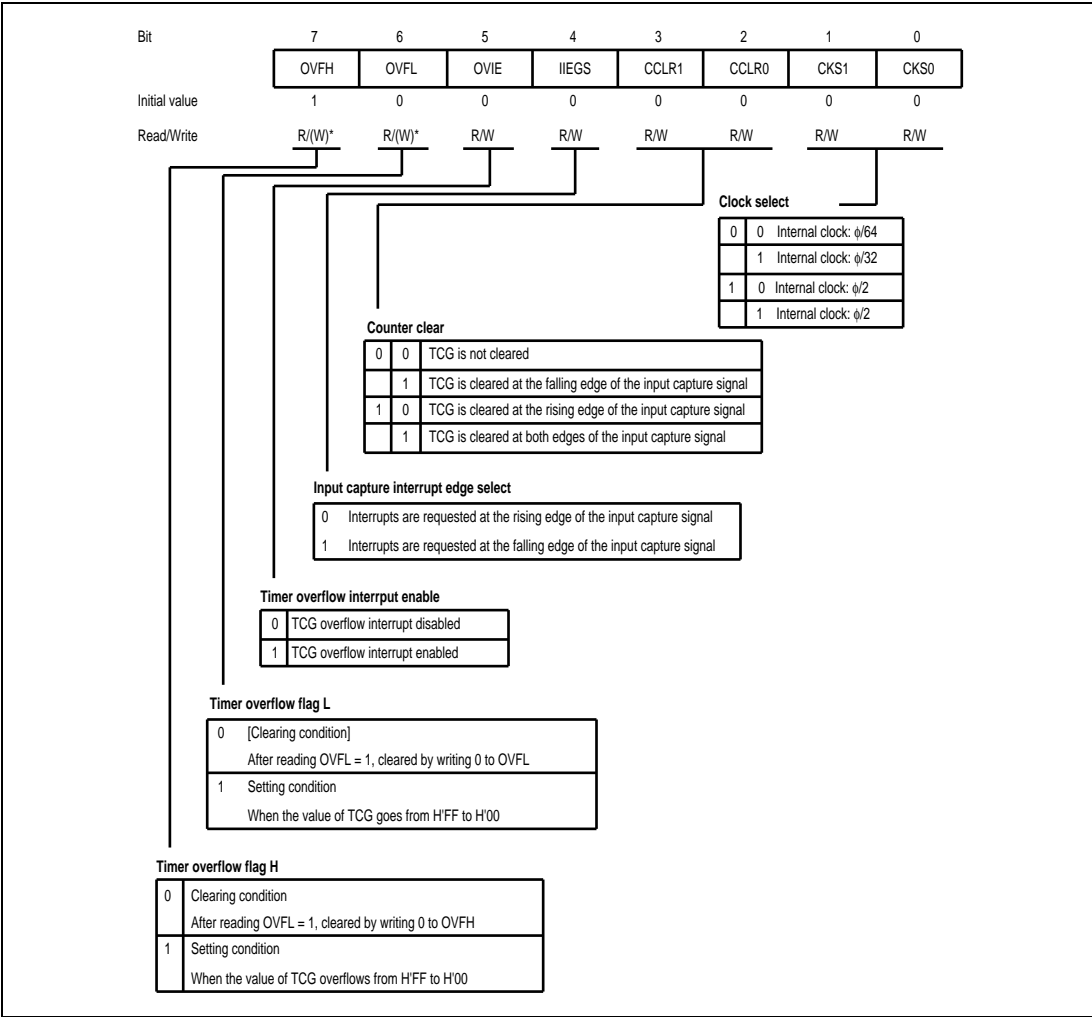 Bit 7 6 5 4 3 2 1 0
OVFH OVFL OVIE IIEGS CCLR1 CCLR0 CKS1 CKS0
Initial value 1 0 0 0 0 0 0 0
Read/Write R/(W)* R/(W)* R/W R/W R/W R/W R/W R/W
Clock select
0 0 Internal clock: ϕ/64
1 Internal clock: ϕ/32
1 0 Internal clock: ϕ/2
1 Internal clock: ϕ/2
Counter clear
0 0 TCG is not cleared
1 TCG is cleared at the falling edge of the input capture signal
1 0 TCG is cleared at the rising edge of the input capture signal
1 TCG is cleared at both edges of the input capture signal
Input capture interrupt edge select
0 Interrupts are requested at the rising edge of the input capture signal
1 Interrupts are requested at the falling edge of the input capture signal
Timer overflow interrput enable
0 TCG overflow interrupt disabled
1 TCG overflow interrupt enabled
Timer overflow flag L
0 [Clearing condition]
After reading OVFL = 1, cleared by writing 0 to OVFL
1 Setting condition
When the value of TCG goes from H'FF to H'00
Timer overflow flag H
0 Clearing condition
After reading OVFL = 1, cleared by writing 0 to OVFH
1 Setting condition
When the value of TCG overflows from H'FF to H'00